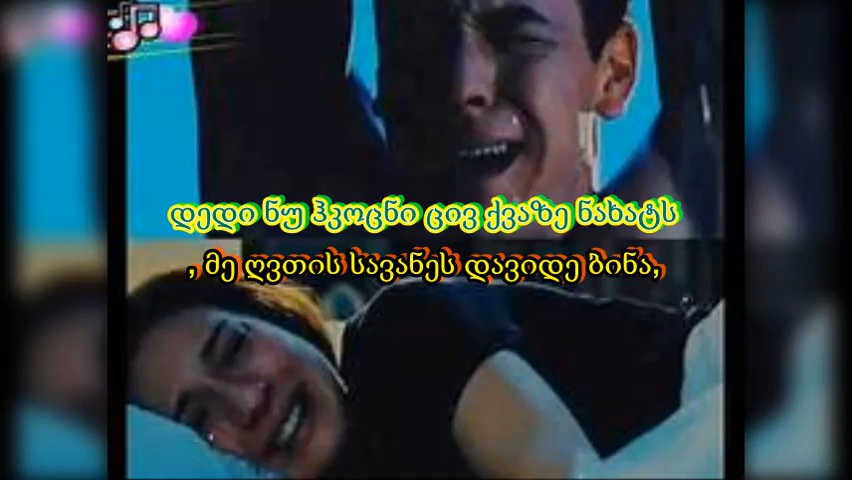 დედი ნუ ჰკოცნი ცივ ქვაზე ნახატს
, მე ღვთის სავანეს დავიდე ბინა,